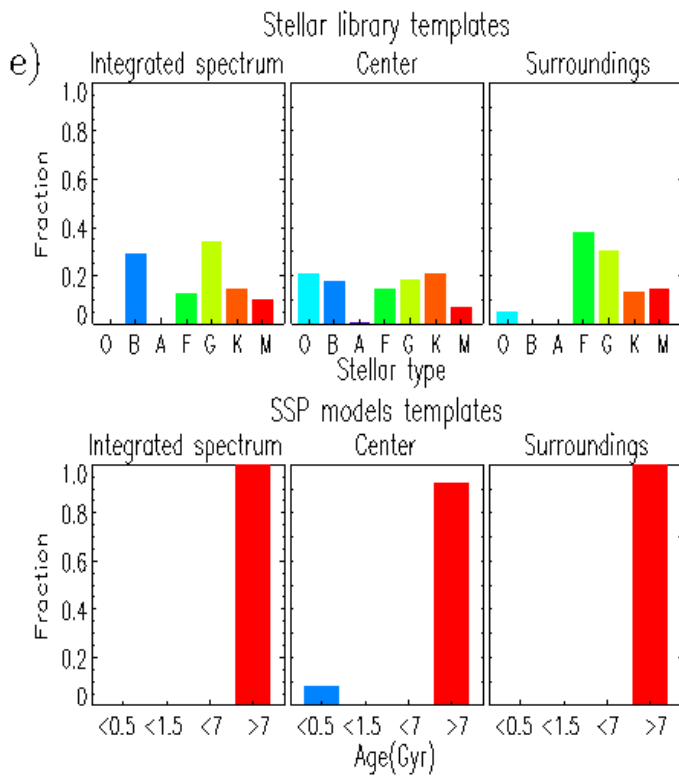 Stellar library templates
e)
Integrated spectrum Center Surroundings
1.0
0.8
0.6
0.4
0.2
0
Fraction
O B A F G K M O B A F G K M O B A F G K M
Stellar type
SSP models templates
Integrated spectrum Center Surroundings
1.0
0.8
0.6
0.4
0.2
0
Fraction
<0.5 <1.5 <7 >7 <0.5 <1.5 <7 >7 <0.5 <1.5 <7 >7
Age(Gyr)